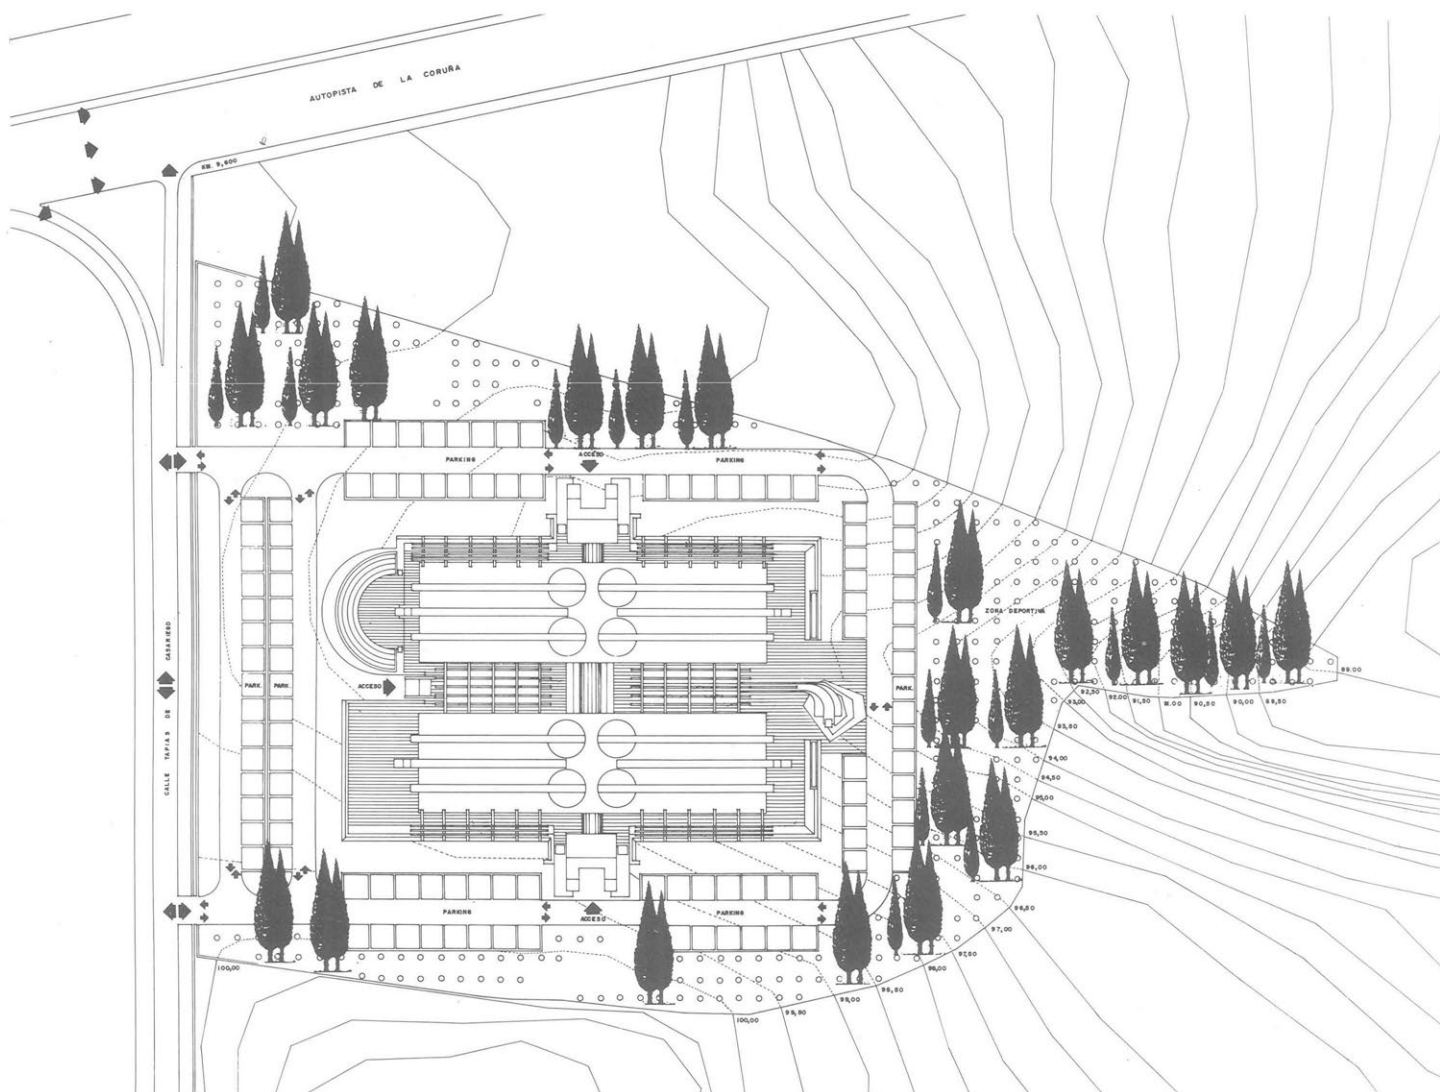 AUTOPISTA DE LA CORUÑA
KM. 9,600
PARKING
ACCESO
PARKING
ZONA DEPORTIVA
CALLE TAPIAS DE CASARIEGO
PARK.
PARK.
ACCESO
PARK.
89.00
89,50
90,00
90,50
91.00
91,50
92.00
92,50
93,00
93,50
94,00
94,50
95,00
95,50
96,00
96,50
97,00
97,50
98,00
98,50
99,00
99,50
100,00
PARKING
ACCESO
PARKING
100,00